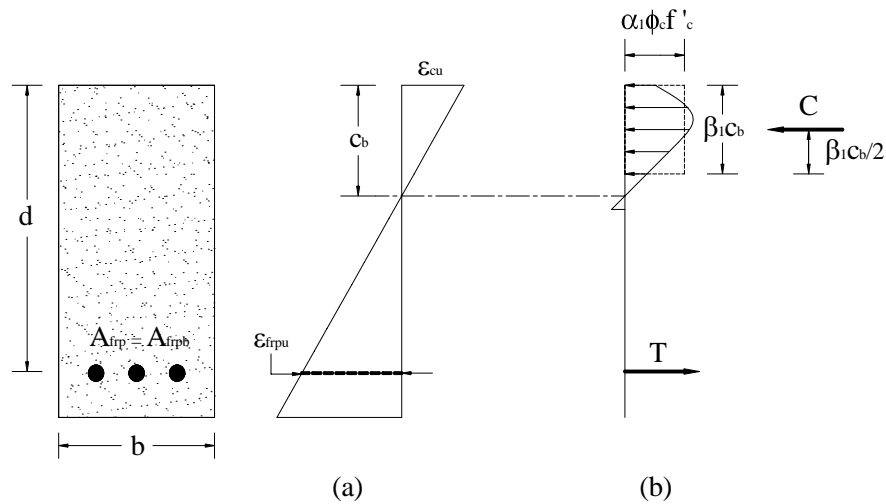 α₁ϕcf'c
εcu
C
cb
β₁cb
β₁cb/2
d
Afrp = Afrpb
εfrpu
T
b
(a)
(b)